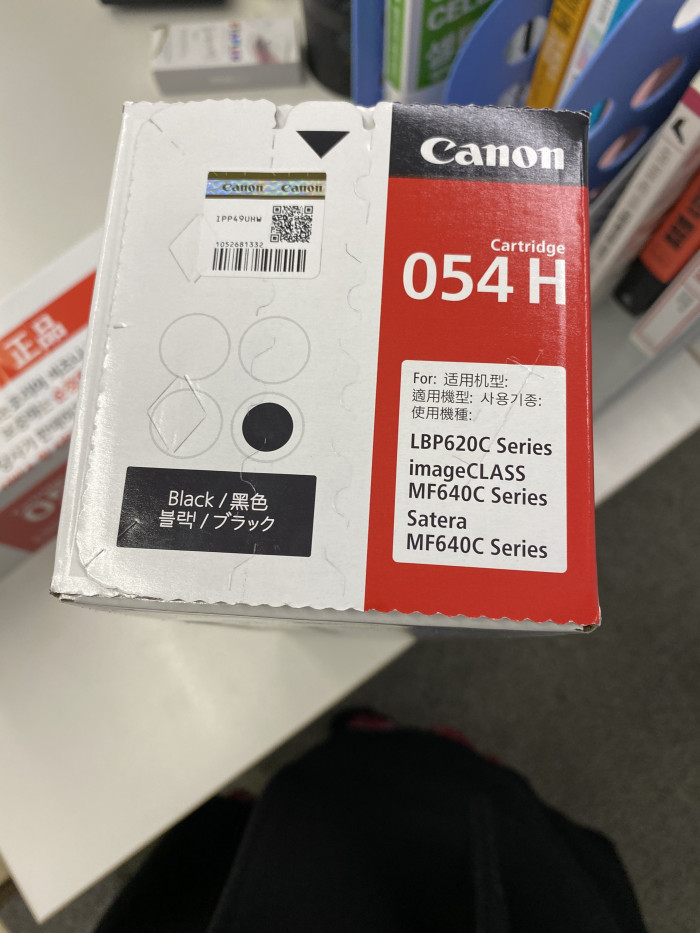 Canon
Canon Canon
IPP49UHW
1052681332
Cartridge
054 H
For: 适用机型:
適用機型: 사용기종:
使用機種:
LBP620C Series
imageCLASS
MF640C Series
Satera
MF640C Series
Black / 黑色
블랙 / ブラック
正品